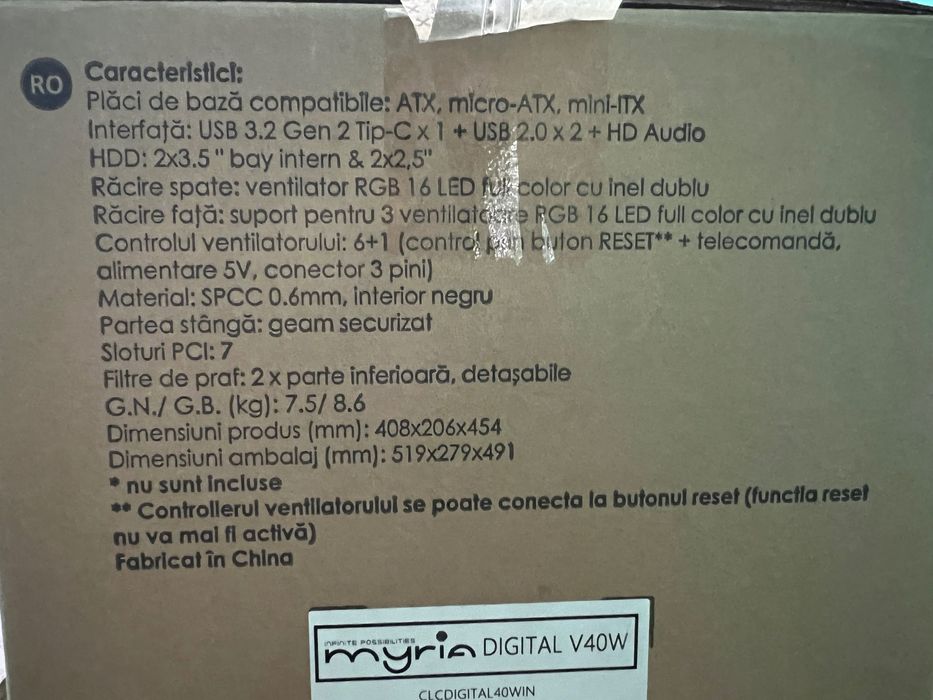 RO
Caracteristici:
Plăci de bază compatibile: ATX, micro-ATX, mini-ITX
Interfață: USB 3.2 Gen 2 Tip-C x 1 + USB 2.0 x 2 + HD Audio
HDD: 2x3.5 " bay intern & 2x2,5"
Răcire spate: ventilator RGB 16 LED full color cu inel dublu
Răcire față: suport pentru 3 ventilatoare RGB 16 LED full color cu inel dublu
Controlul ventilatorului: 6+1 (control prin buton RESET** + telecomandă,
alimentare 5V, conector 3 pini)
Material: SPCC 0.6mm, interior negru
Partea stângă: geam securizat
Sloturi PCI: 7
Filtre de praf: 2 x parte inferioară, detașabile
G.N./ G.B. (kg): 7.5/ 8.6
Dimensiuni produs (mm): 408x206x454
Dimensiuni ambalaj (mm): 519x279x491
* nu sunt incluse
** Controllerul ventilatorului se poate conecta la butonul reset (functia reset
nu va mai fi activă)
Fabricat în China
INFINITE POSSIBILITIES
myria DIGITAL V40W
CLCDIGITAL40WIN